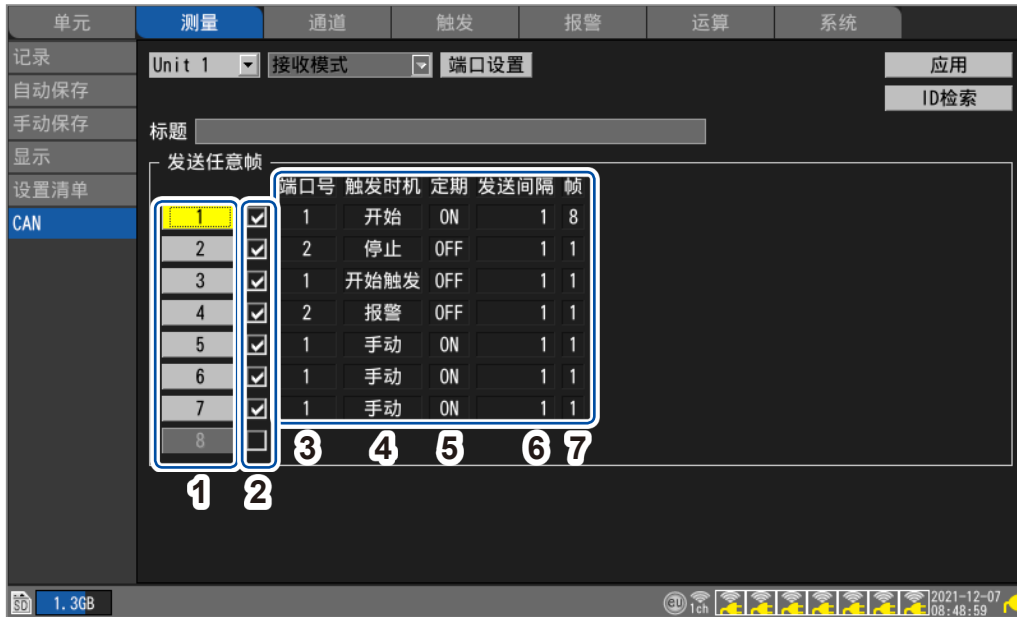 单元 测量 通道 触发 报警 运算 系统
记录
自动保存
手动保存
显示
设置清单
CAN
Unit 1 接收模式 端口设置 应用
ID检索
标题
发送任意帧
端口号 触发时机 定期 发送间隔 帧
1 1 开始 ON 1 8
2 2 停止 OFF 1 1
3 1 开始触发 OFF 1 1
4 2 报警 OFF 1 1
5 1 手动 ON 1 1
6 1 手动 ON 1 1
7 1 手动 ON 1 1
8
3 4 5 6 7
1 2
SD 1.3GB eu 1ch 2021-12-07
08:48:59